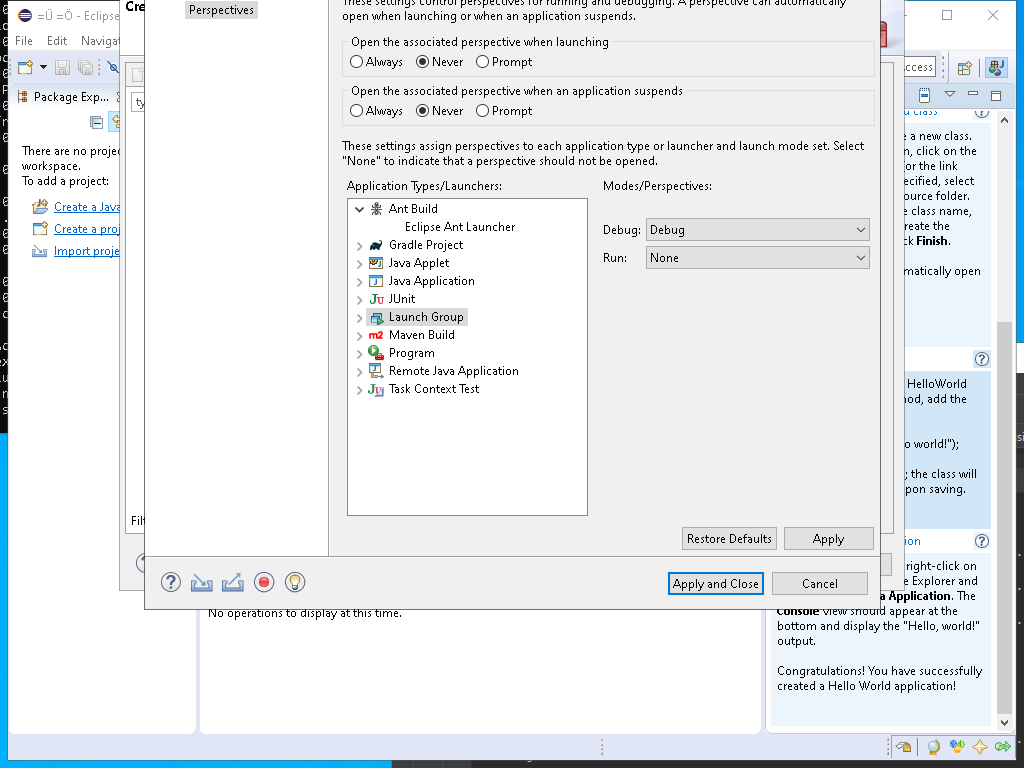 =Ü =Ö - Eclipse
File Edit Navigat
Package Exp...
There are no proje
workspace.
To add a project:
Create a Java
Create a proj
Import proje
Cre
ty
Filt
Perspectives
These settings control perspectives for running and debugging. A perspective can automatically
open when launching or when an application suspends.
Open the associated perspective when launching
Always Never Prompt
Open the associated perspective when an application suspends
Always Never Prompt
These settings assign perspectives to each application type or launcher and launch mode set. Select
"None" to indicate that a perspective should not be opened.
Application Types/Launchers:
Modes/Perspectives:
Ant Build
Eclipse Ant Launcher
Gradle Project
Java Applet
Java Application
JUnit
Launch Group
Maven Build
Program
Remote Java Application
Task Context Test
Debug: Debug
Run: None
Restore Defaults Apply
Apply and Close Cancel
No operations to display at this time.
ccess
u class
e a new class.
n, click on the
for the link
ecified, select
ource folder.
e class name,
create the
ck Finish.
matically open
HelloWorld
nod, add the
o world!");
; the class will
pon saving.
ion
right-click on
e Explorer and
a Application. The
Console view should appear at the
bottom and display the "Hello, world!"
output.
Congratulations! You have successfully
created a Hello World application!